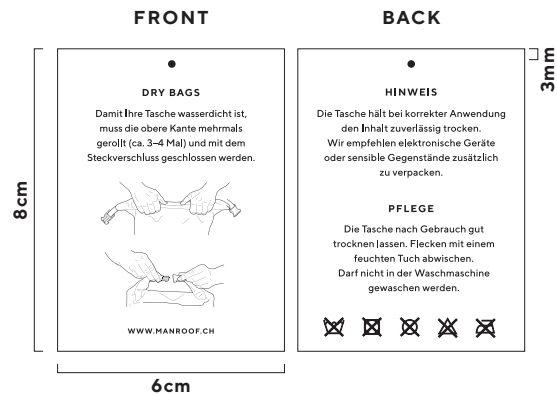 FRONT
BACK
8cm
3mm
DRY BAGS
Damit Ihre Tasche wasserdicht ist,
muss die obere Kante mehrmals
gerollt (ca. 3–4 Mal) und mit dem
Steckverschluss geschlossen werden.
WWW.MANROOF.CH
6cm
HINWEIS
Die Tasche hält bei korrekter Anwendung
den Inhalt zuverlässig trocken.
Wir empfehlen elektronische Geräte
oder sensible Gegenstände zusätzlich
zu verpacken.
PFLEGE
Die Tasche nach Gebrauch gut
trocknen lassen. Flecken mit einem
feuchten Tuch abwischen.
Darf nicht in der Waschmaschine
gewaschen werden.